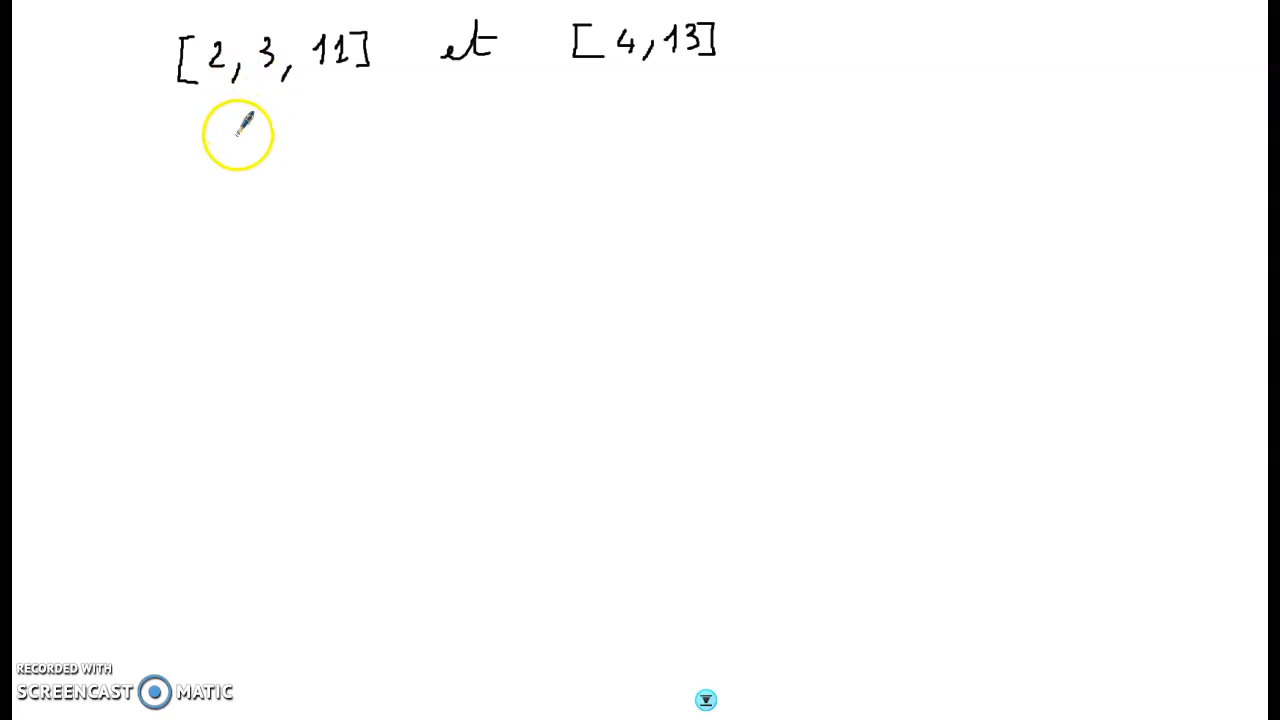 [2, 3, 11] et [4, 13]
RECORDED WITH
SCREENCAST MATIC